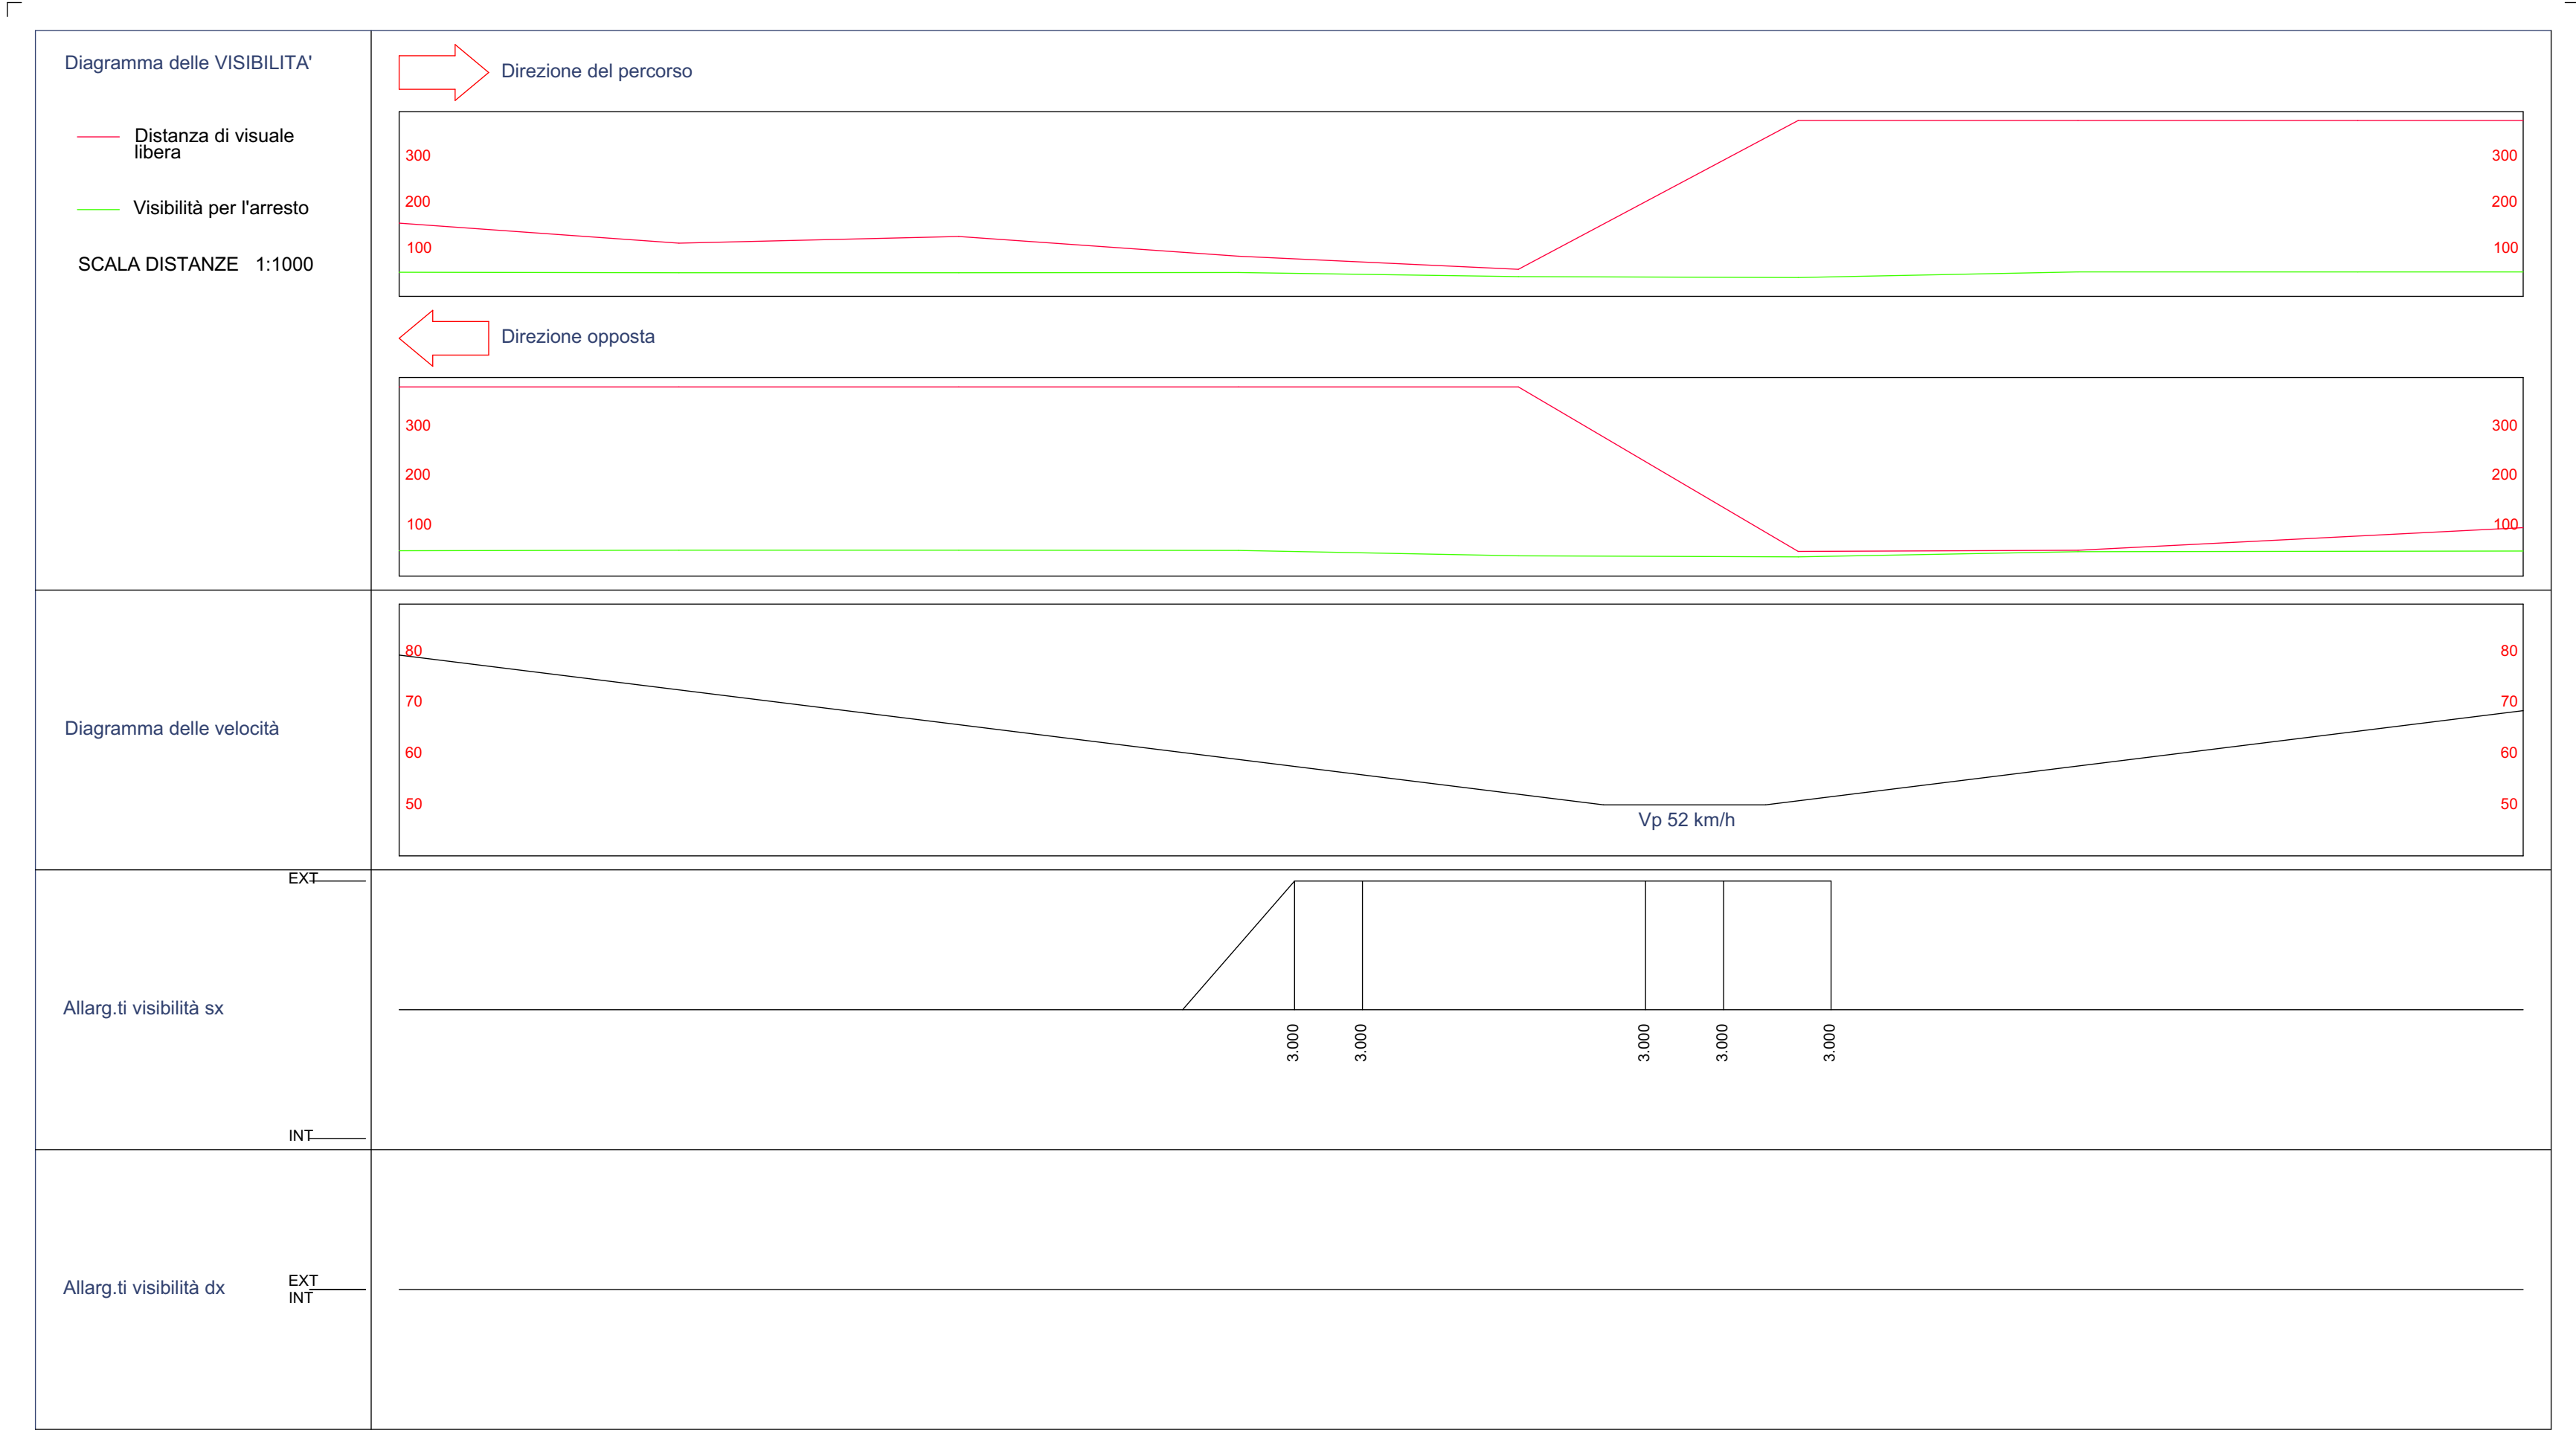 Diagramma delle VISIBILITA'
Distanza di visuale
libera
Visibilità per l'arresto
SCALA DISTANZE 1:1000
Direzione del percorso
300
300
200
200
100
100
Direzione opposta
300
300
200
200
100
100
Diagramma delle velocità
80
80
70
70
60
60
50
50
Vp 52 km/h
EXT
Allarg.ti visibilità sx
INT
3.000
3.000
3.000
3.000
3.000
Allarg.ti visibilità dx
EXT
INT